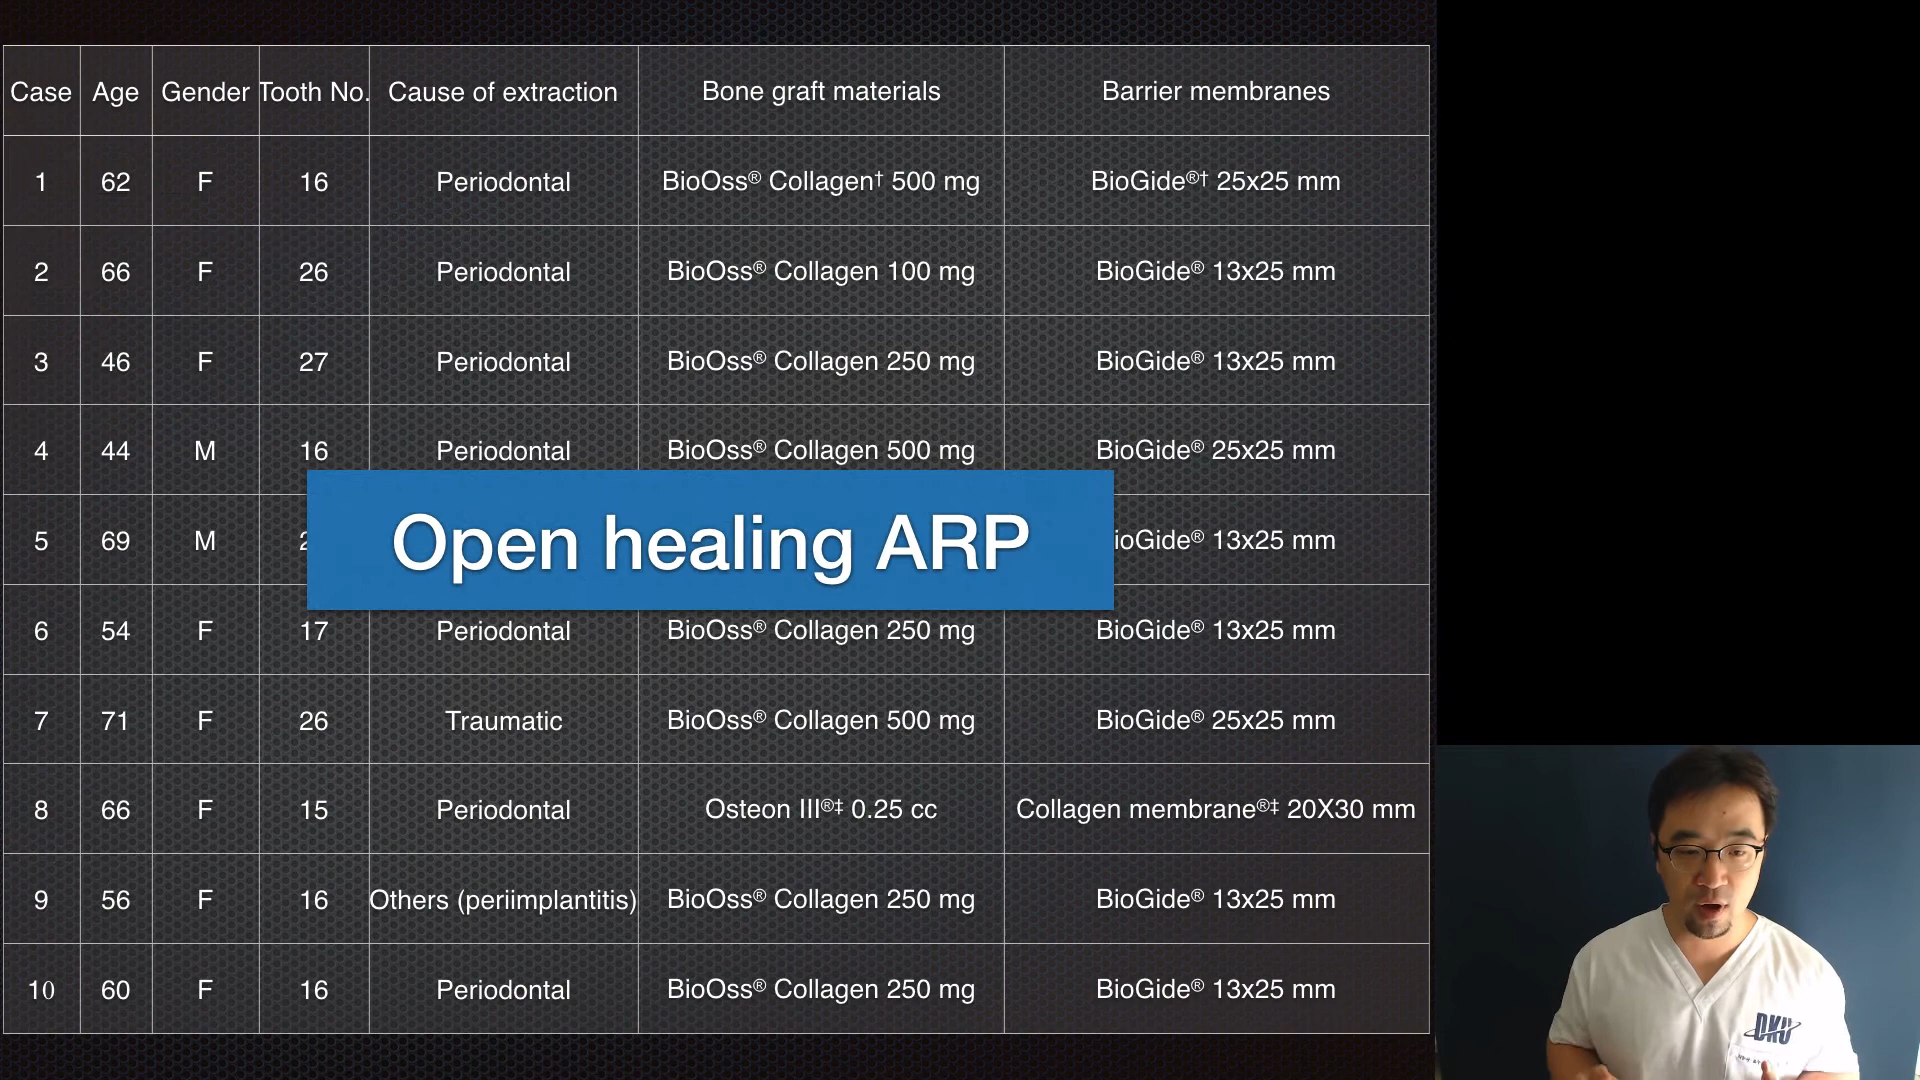 Case Age Gender Tooth No. Cause of extraction Bone graft materials Barrier membranes
1 62 F 16 Periodontal BioOss® Collagen† 500 mg BioGide®† 25x25 mm
2 66 F 26 Periodontal BioOss® Collagen 100 mg BioGide® 13x25 mm
3 46 F 27 Periodontal BioOss® Collagen 250 mg BioGide® 13x25 mm
4 44 M 16 Periodontal BioOss® Collagen 500 mg BioGide® 25x25 mm
5 69 M 13x25 mm
Open healing ARP
6 54 F 17 Periodontal BioOss® Collagen 250 mg BioGide® 13x25 mm
7 71 F 26 Traumatic BioOss® Collagen 500 mg BioGide® 25x25 mm
8 66 F 15 Periodontal Osteon III®‡ 0.25 cc Collagen membrane®‡ 20X30 mm
9 56 F 16 Others (periimplantitis) BioOss® Collagen 250 mg BioGide® 13x25 mm
10 60 F 16 Periodontal BioOss® Collagen 250 mg BioGide® 13x25 mm
DKU